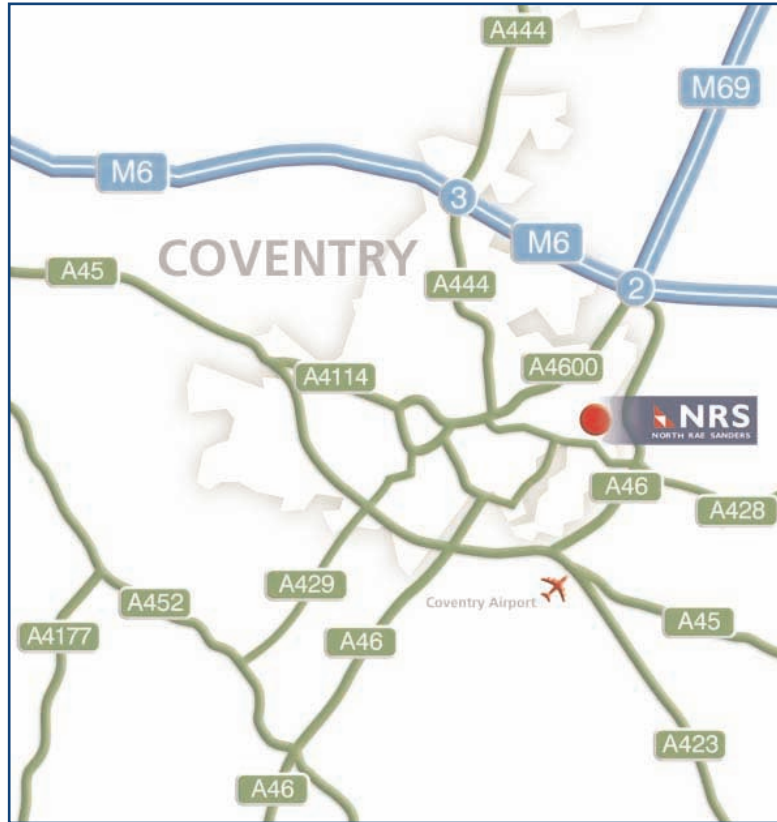 A444
M69
M6
3
M6
COVENTRY
A45
A444
2
A4600
A4114
NRS
NORTH RAE SANDERS
A46
A428
A429
Coventry Airport
A452
A45
A4177
A46
A423
A46